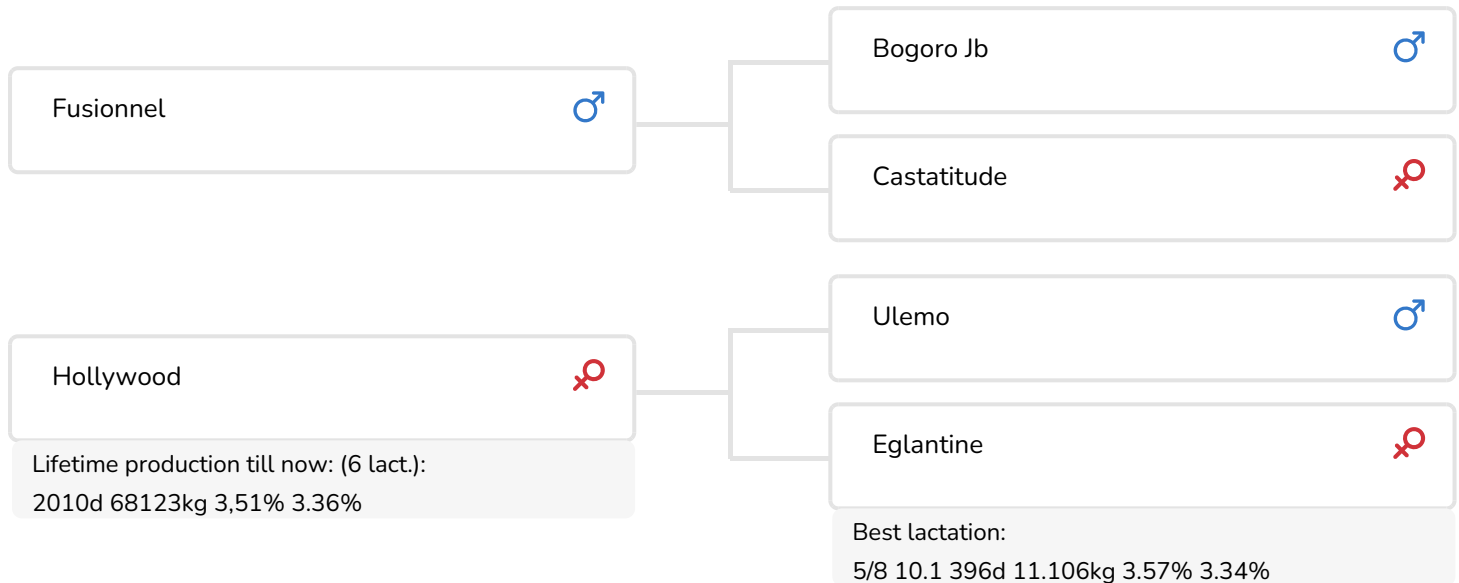 Bogoro Jb
Fusionnel
Castatitude
Ulemo
Hollywood
Lifetime production till now: (6 lact.):
2010d 68123kg 3,51% 3.36%
Eglantine
Best lactation:
5/8 10.1 396d 11.106kg 3.57% 3.34%